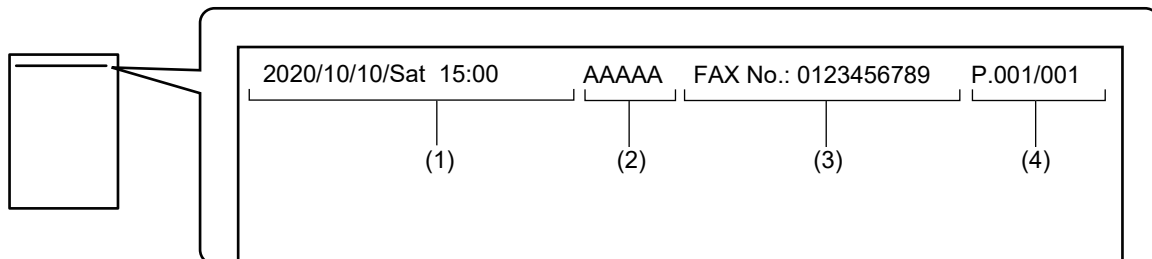 2020/10/10/Sat 15:00 AAAAA FAX No.: 0123456789 P.001/001
(1) (2) (3) (4)